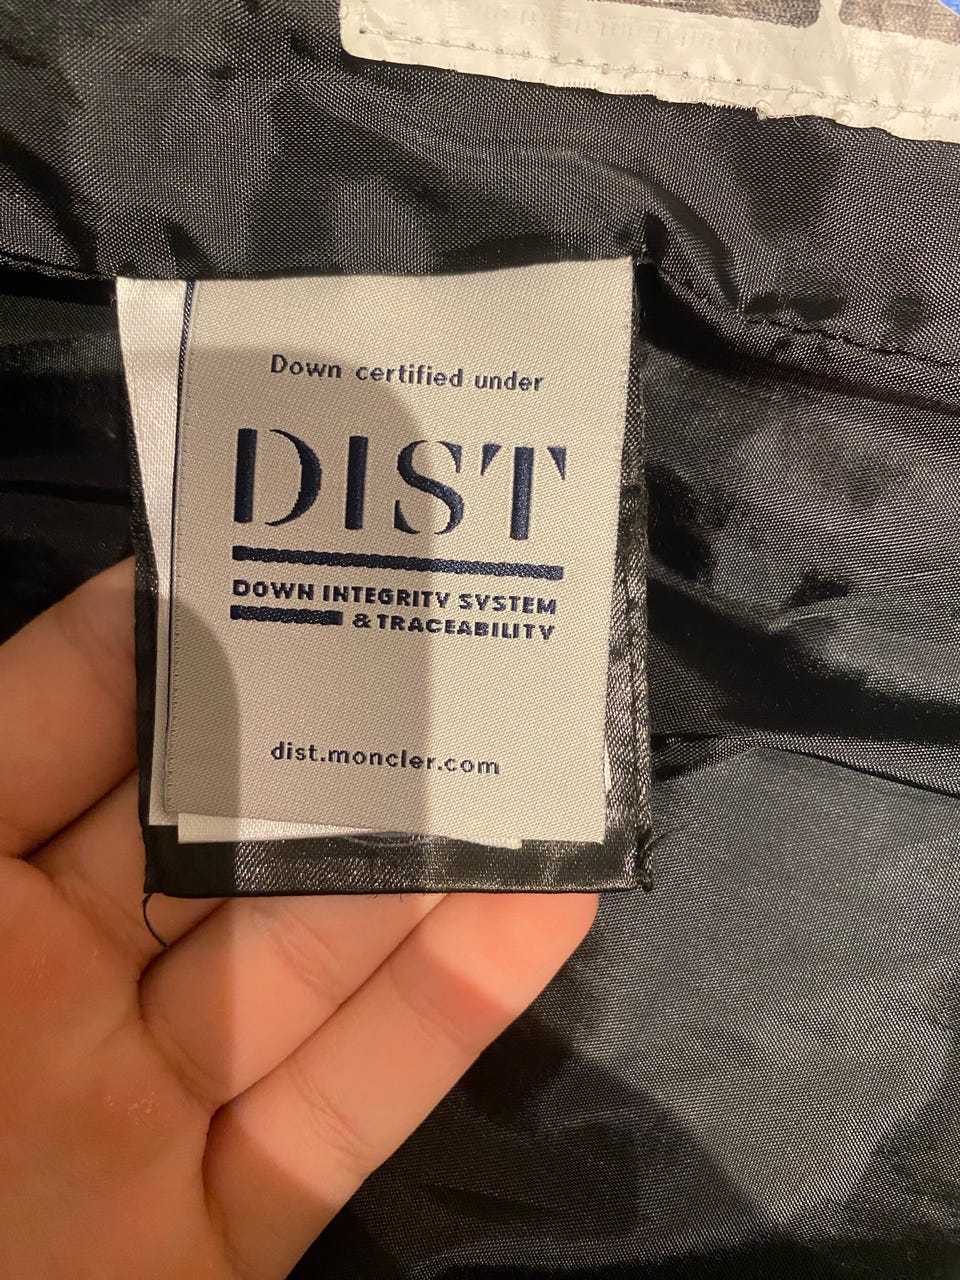 Down certified under
DIST
DOWN INTEGRITY SYSTEM
& TRACEABILITY
dist.moncler.com